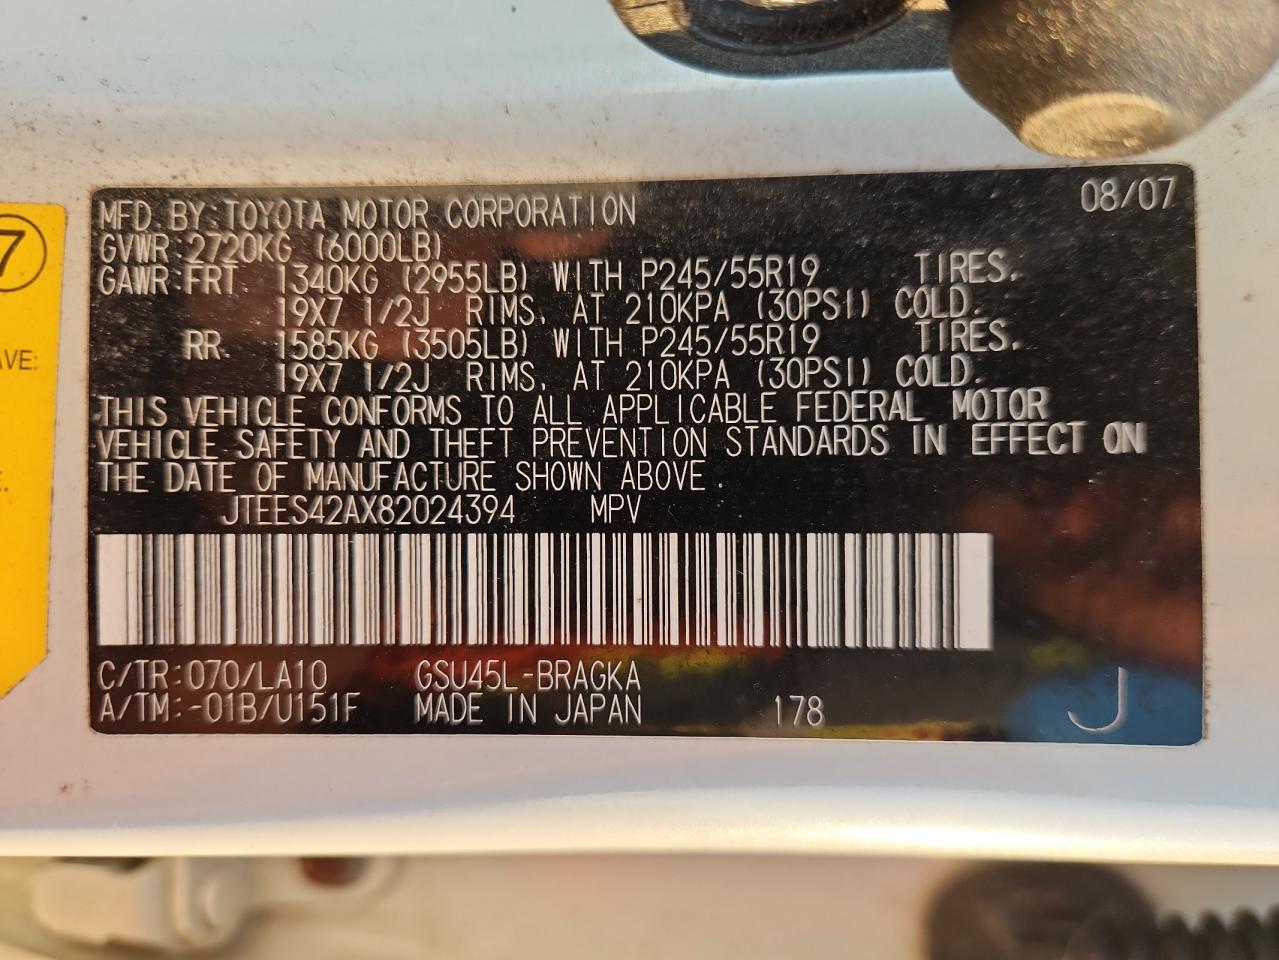 08/07
MFD. BY: TOYOTA MOTOR CORPORATION
GVWR: 2720KG (6000LB)
GAWR: FRT 1340KG (2955LB) WITH P245/55R19 TIRES.
19X7 1/2J RIMS, AT 210KPA (30PSI) COLD.
RR. 1585KG (3505LB) WITH P245/55R19 TIRES.
19X7 1/2J RIMS, AT 210KPA (30PSI) COLD.
THIS VEHICLE CONFORMS TO ALL APPLICABLE FEDERAL MOTOR
VEHICLE SAFETY AND THEFT PREVENTION STANDARDS IN EFFECT ON
THE DATE OF MANUFACTURE SHOWN ABOVE.
JTEES42AX82024394 MPV
C/TR: 070/LA10 GSU45L-BRAGKA
A/TM: -01B/U151F MADE IN JAPAN 178 J
7
AVE:
E.